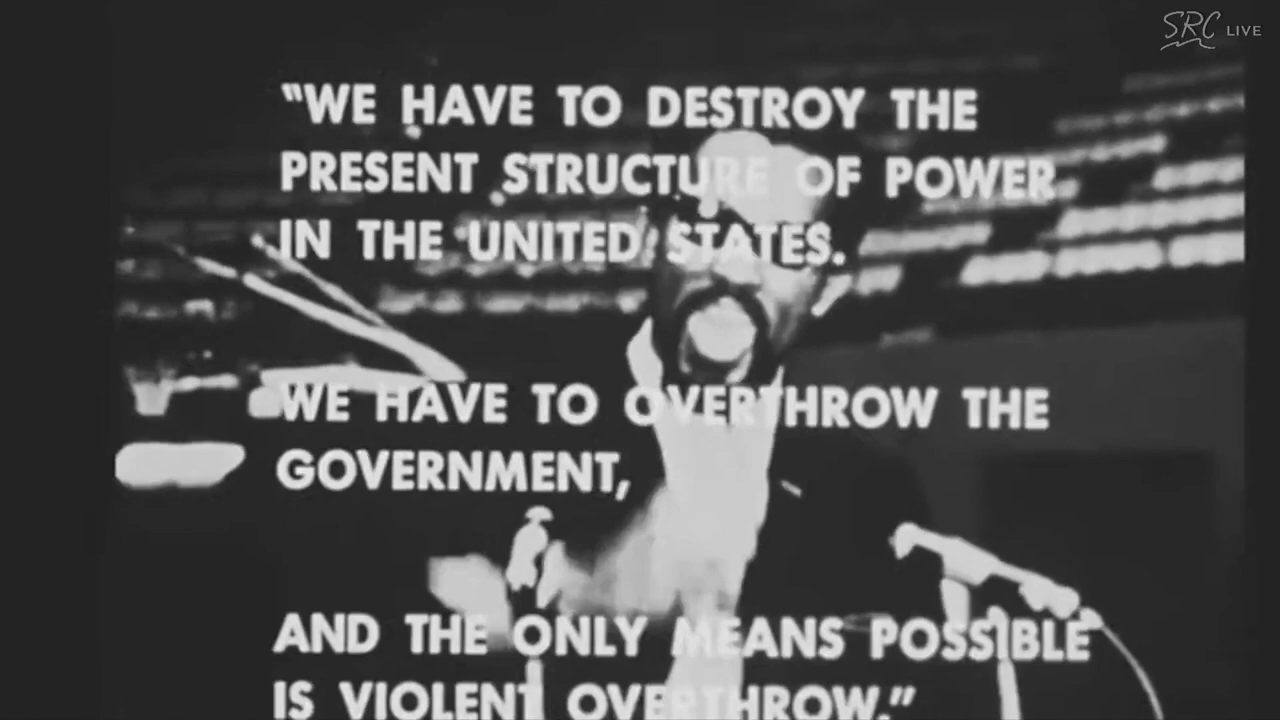 SRC LIVE
"WE HAVE TO DESTROY THE
PRESENT STRUCTURE OF POWER
IN THE UNITED STATES.
WE HAVE TO OVERTHROW THE
GOVERNMENT,
AND THE ONLY MEANS POSSIBLE
IS VIOLENT OVERTHROW."